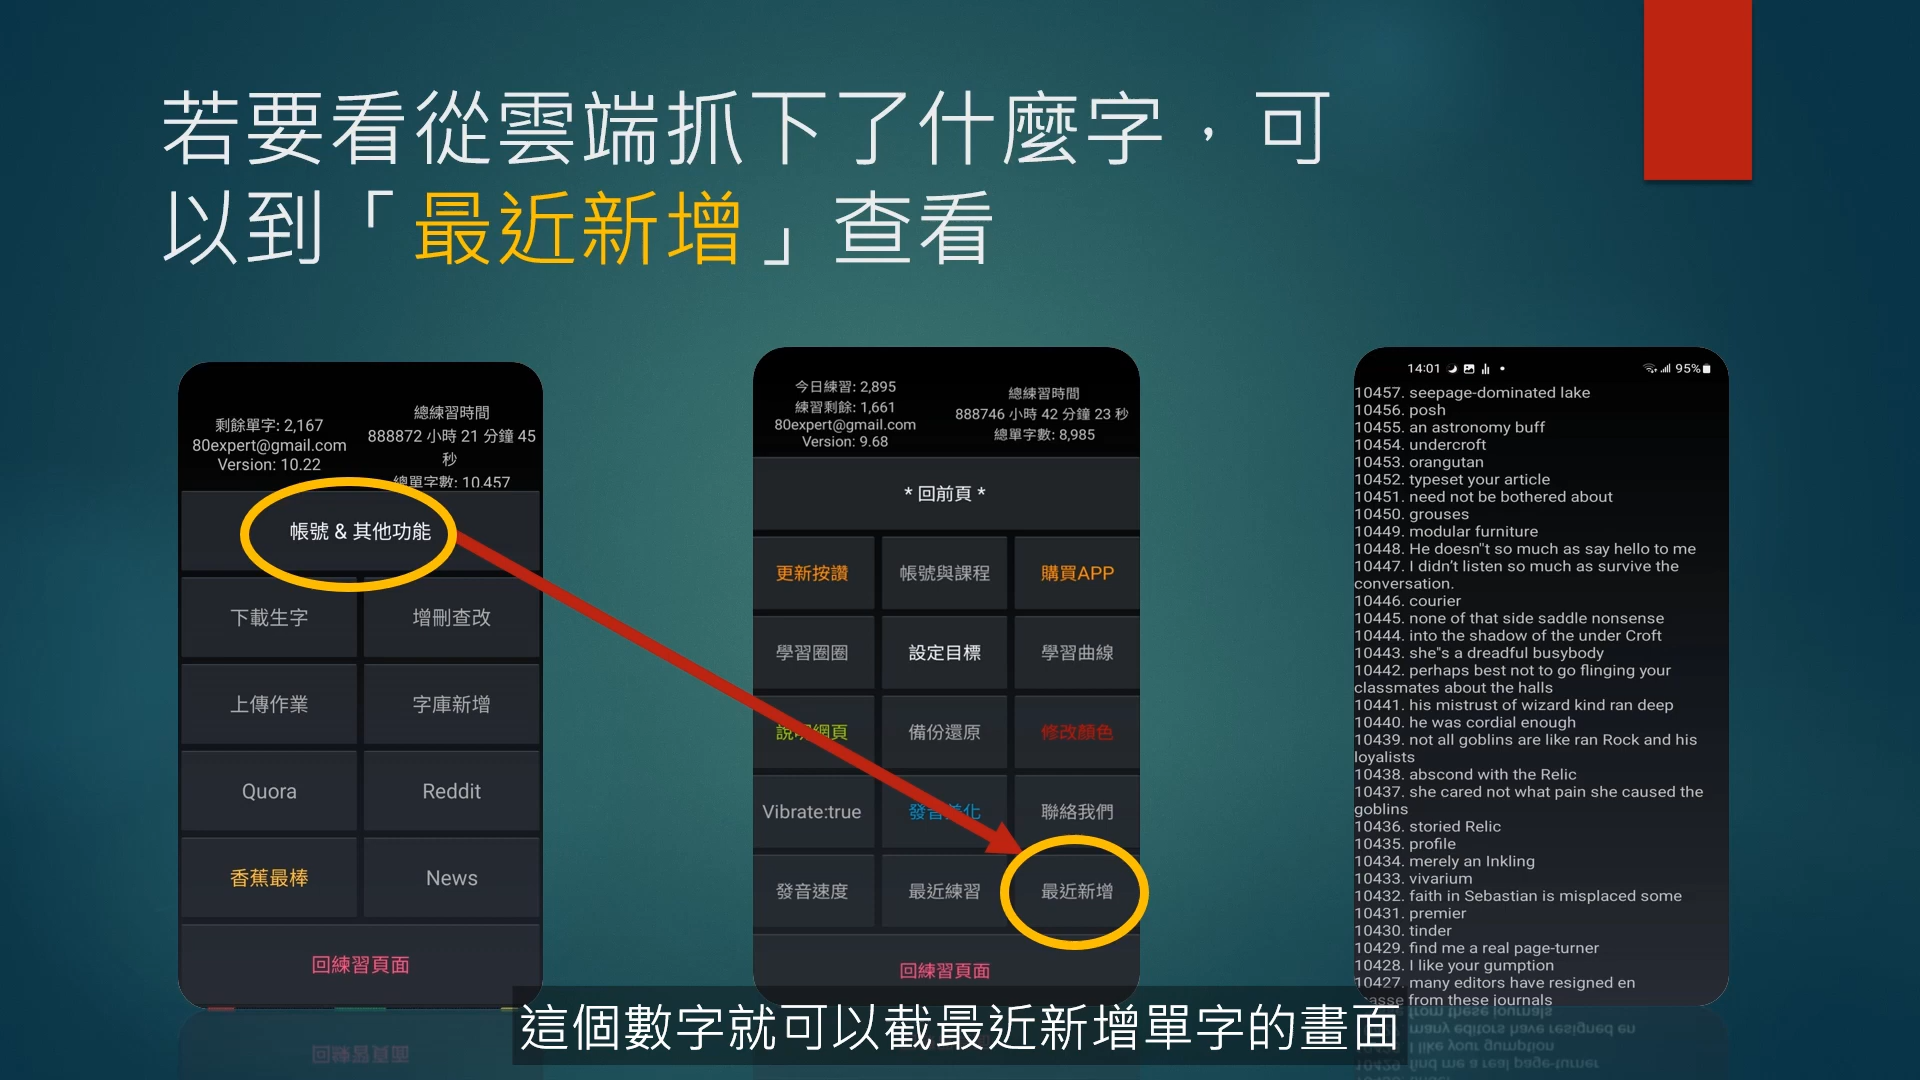 若要看從雲端抓下了什麼字，可
以到「最近新增」查看
剩餘單字: 2,167
80expert@gmail.com
Version: 10.22
總練習時間
888872 小時 21 分鐘 45
秒
總單字數: 10,457
帳號 & 其他功能
下載生字
增刪查改
上傳作業
字庫新增
Quora
Reddit
香蕉最棒
News
回練習頁面
今日練習: 2,895
練習剩餘: 1,661
80expert@gmail.com
Version: 9.68
總練習時間
888746 小時 42 分鐘 23 秒
總單字數: 8,985
* 回前頁 *
更新按讚
帳號與課程
購買APP
學習圈圈
設定目標
學習曲線
說明網頁
備份還原
修改顏色
Vibrate:true
發音美化
聯絡我們
發音速度
最近練習
最近新增
回練習頁面
14:01
95%
10457. seepage-dominated lake
10456. posh
10455. an astronomy buff
10454. undercroft
10453. orangutan
10452. typeset your article
10451. need not be bothered about
10450. grouses
10449. modular furniture
10448. He doesn"t so much as say hello to me
10447. I didn't listen so much as survive the
conversation.
10446. courier
10445. none of that side saddle nonsense
10444. into the shadow of the under Croft
10443. she"s a dreadful busybody
10442. perhaps best not to go flinging your
classmates about the halls
10441. his mistrust of wizard kind ran deep
10440. he was cordial enough
10439. not all goblins are like ran Rock and his
loyalists
10438. abscond with the Relic
10437. she cared not what pain she caused the
goblins
10436. storied Relic
10435. profile
10434. merely an Inkling
10433. vivarium
10432. faith in Sebastian is misplaced some
10431. premier
10430. tinder
10429. find me a real page-turner
10428. I like your gumption
10427. many editors have resigned en
masse from these journals
這個數字就可以截最近新增單字的畫面